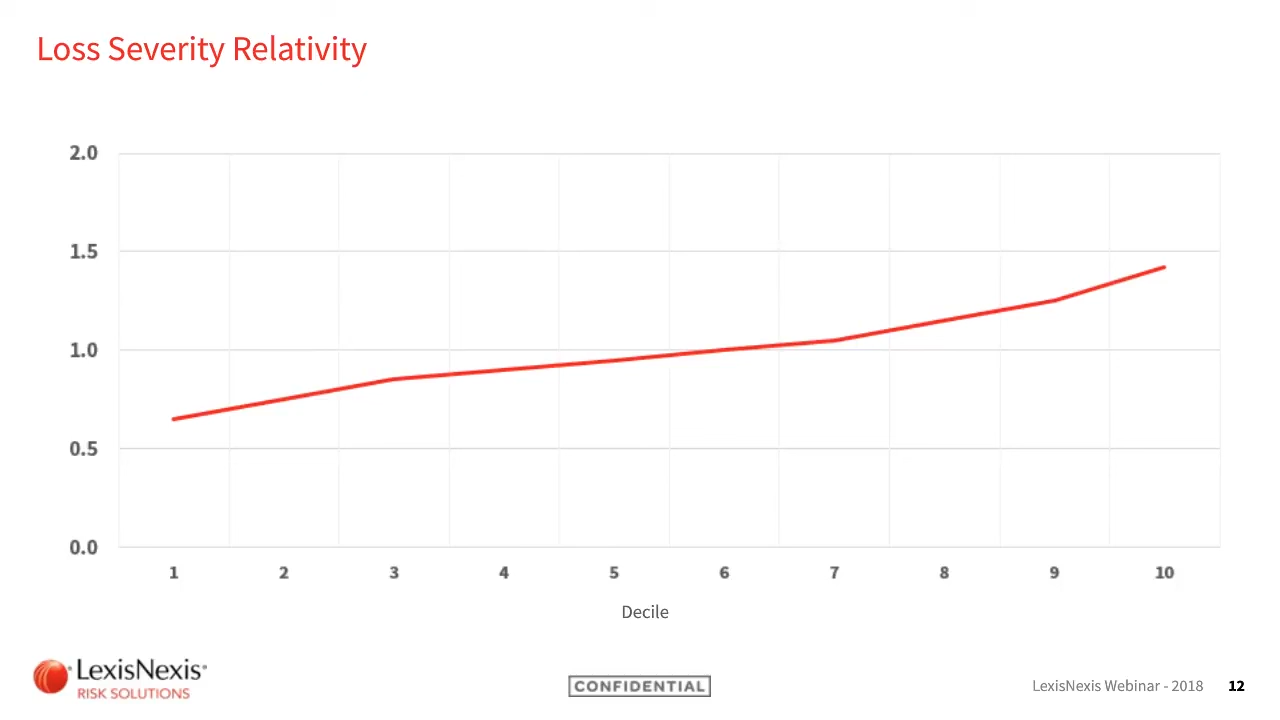 Loss Severity Relativity
2.0
1.5
1.0
0.5
0.0
1 2 3 4 5 6 7 8 9 10
Decile
LexisNexis®
RISK SOLUTIONS
CONFIDENTIAL
LexisNexis Webinar - 2018 12